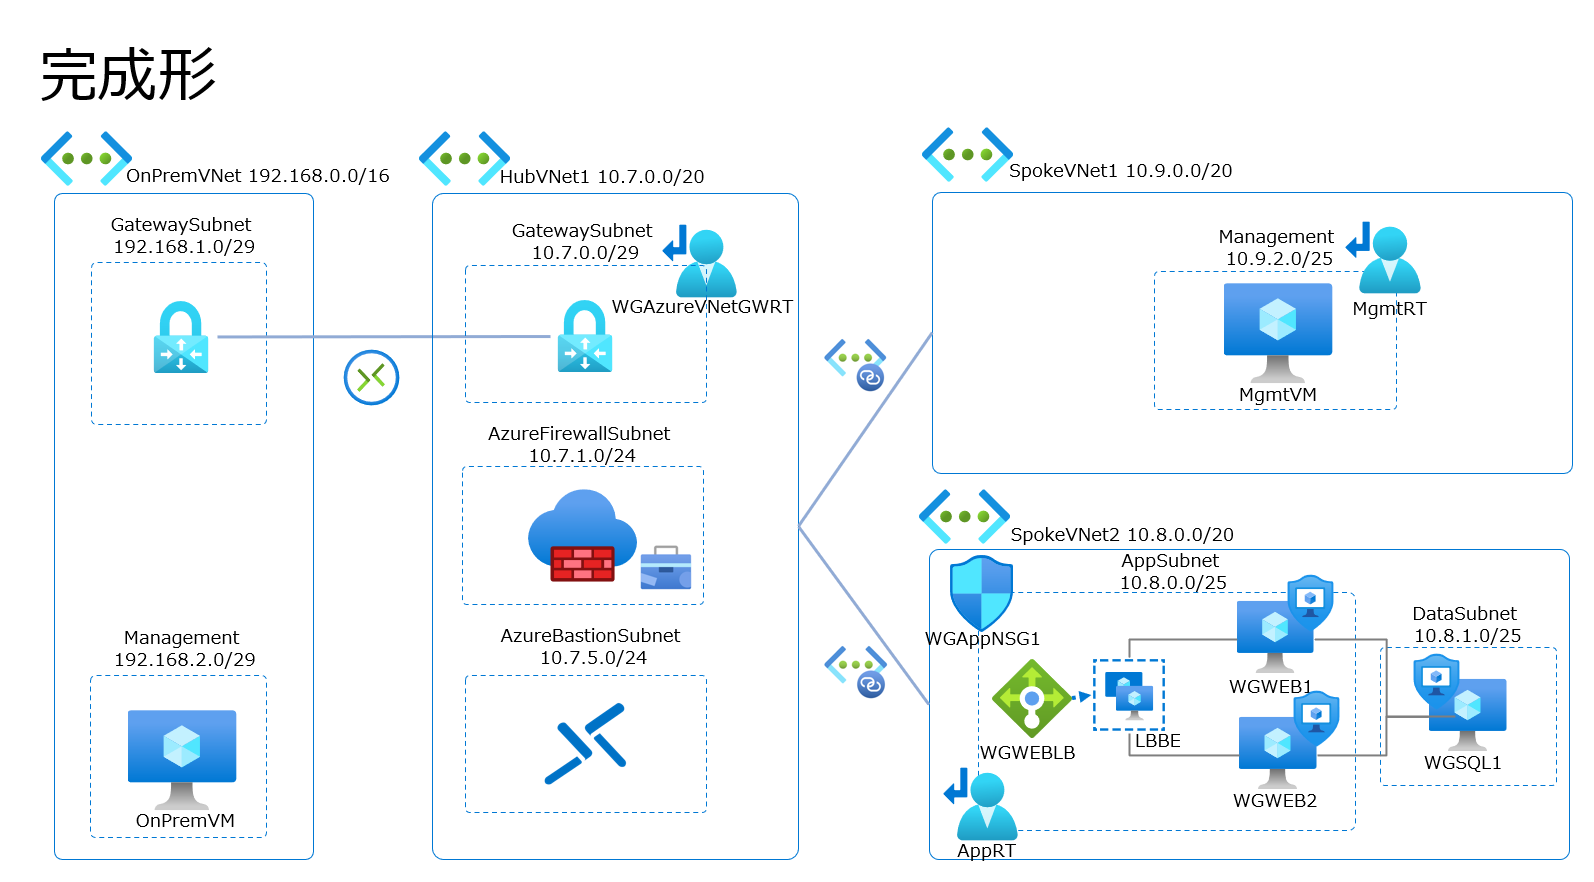 完成形
OnPremVNet 192.168.0.0/16
GatewaySubnet
192.168.1.0/29
Management
192.168.2.0/29
OnPremVM
HubVNet1 10.7.0.0/20
GatewaySubnet
10.7.0.0/29
WGAzureVNetGWRT
AzureFirewallSubnet
10.7.1.0/24
AzureBastionSubnet
10.7.5.0/24
SpokeVNet1 10.9.0.0/20
Management
10.9.2.0/25
MgmtRT
MgmtVM
SpokeVNet2 10.8.0.0/20
AppSubnet
10.8.0.0/25
WGAppNSG1
WGWEBLB
LBBE
WGWEB1
WGWEB2
AppRT
DataSubnet
10.8.1.0/25
WGSQL1